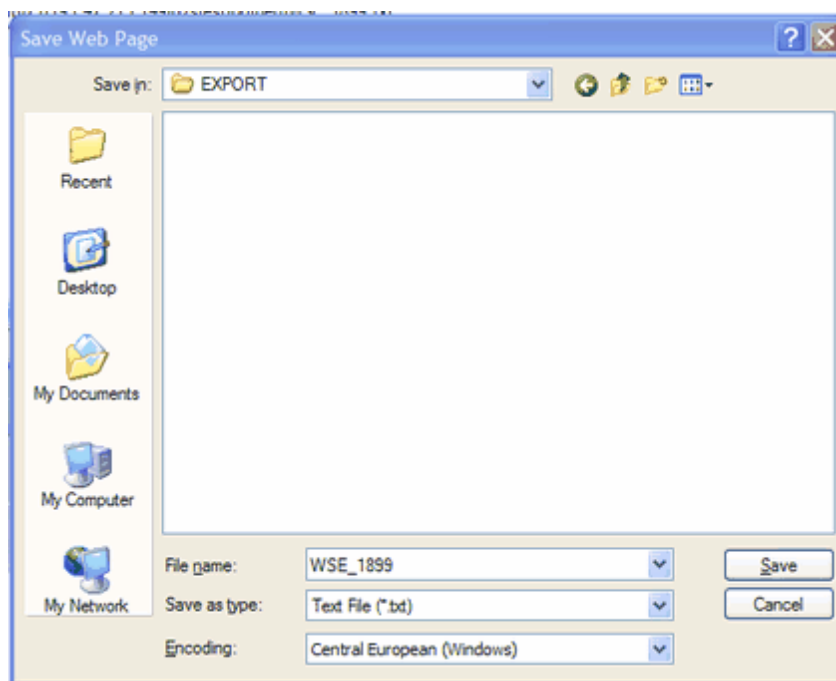 Save Web Page
Save in: EXPORT
Recent
Desktop
My Documents
My Computer
My Network
File name: WSE_1899 Save
Save as type: Text File (*.txt) Cancel
Encoding: Central European (Windows)